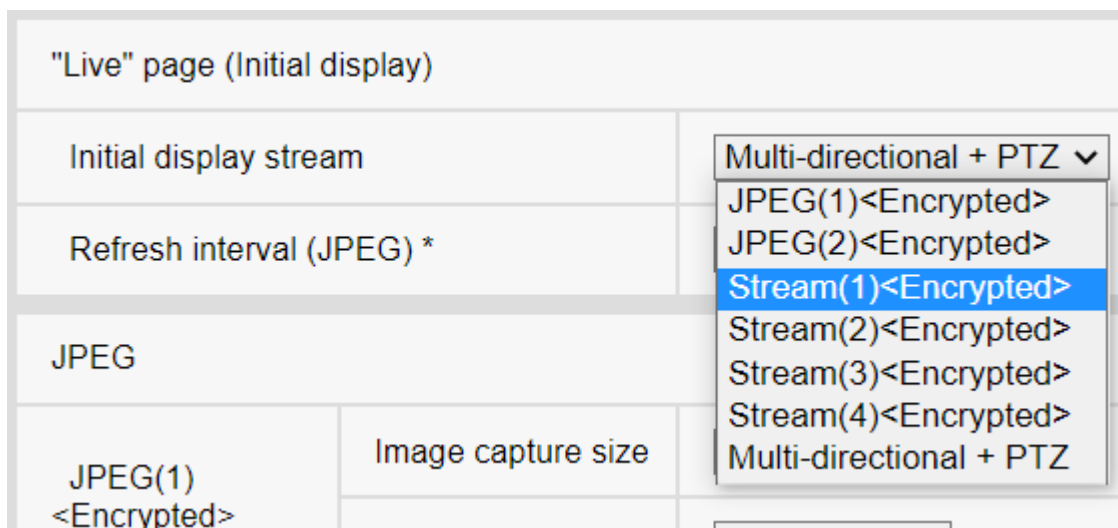 "Live" page (Initial display)
Initial display stream
Multi-directional + PTZ
JPEG(1)<Encrypted>
JPEG(2)<Encrypted>
Stream(1)<Encrypted>
Stream(2)<Encrypted>
Stream(3)<Encrypted>
Stream(4)<Encrypted>
Multi-directional + PTZ
Refresh interval (JPEG) *
JPEG
JPEG(1)
<Encrypted>
Image capture size